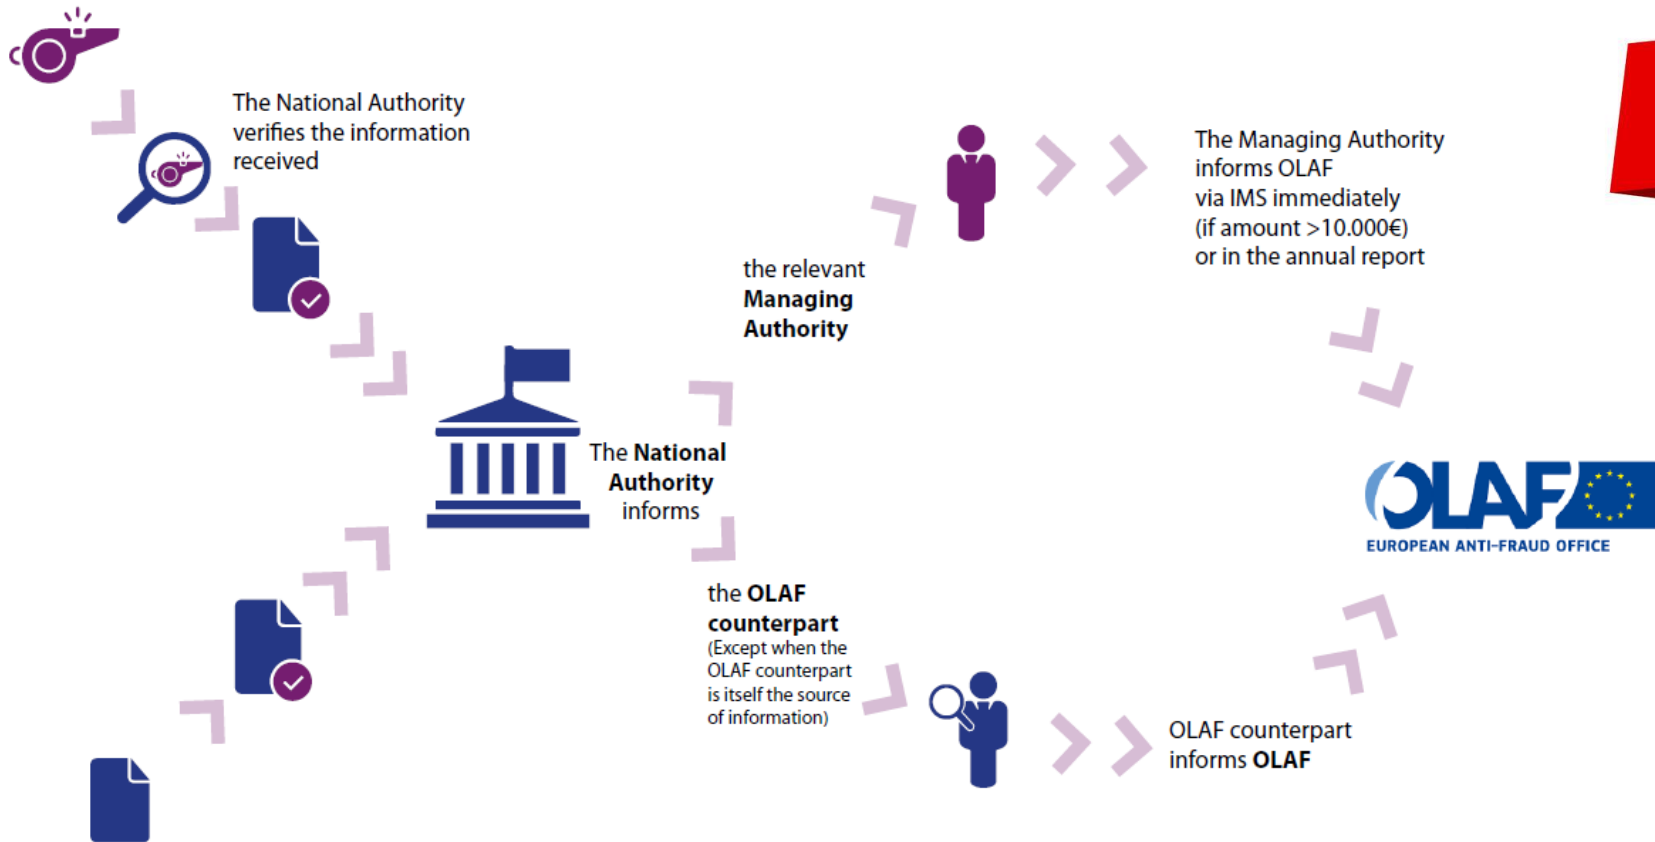 The National Authority
verifies the information
received
The Managing Authority
informs OLAF
via IMS immediately
(if amount >10.000€)
or in the annual report
the relevant
Managing
Authority
The National
Authority
informs
OLAF
EUROPEAN ANTI-FRAUD OFFICE
the OLAF
counterpart
(Except when the
OLAF counterpart
is itself the source
of information)
OLAF counterpart
informs OLAF